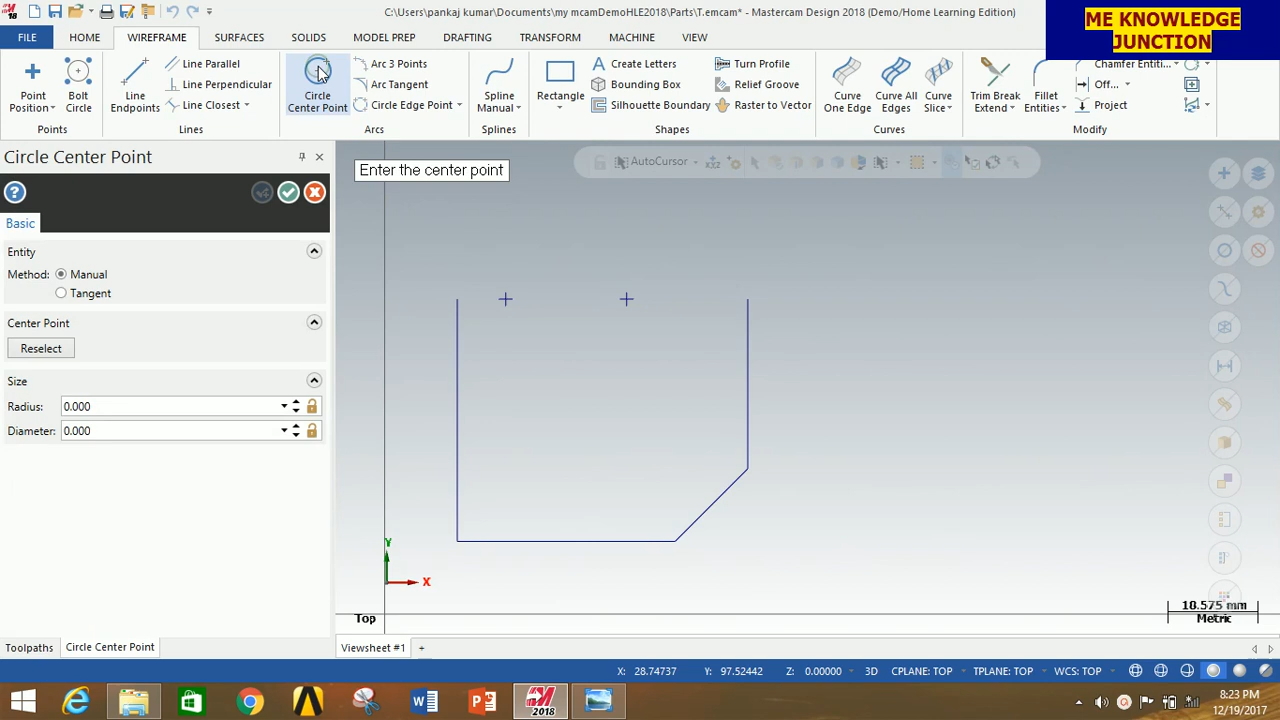 C:\Users\pankaj kumar\Documents\my mcamDemoHLE2018\Parts\T.mcam* - Mastercam Design 2018 (Demo/Home Learning Edition)
ME KNOWLEDGE
JUNCTION
FILE HOME WIREFRAME SURFACES SOLIDS MODEL PREP DRAFTING TRANSFORM MACHINE VIEW
Point
Position
Bolt
Circle
Points
Line
Endpoints
Line Parallel
Line Perpendicular
Line Closest
Lines
Circle
Center Point
Arc 3 Points
Arc Tangent
Circle Edge Point
Arcs
Spline
Manual
Splines
Rectangle
Create Letters
Bounding Box
Silhouette Boundary
Turn Profile
Relief Groove
Raster to Vector
Shapes
Curve
One Edge
Curve All
Edges
Curve
Slice
Curves
Trim Break
Extend
Fillet
Entities
Chamfer Entiti...
Off...
Project
Modify
Circle Center Point
Basic
Entity
Method: Manual
Tangent
Center Point
Reselect
Size
Radius: 0.000
Diameter: 0.000
Enter the center point
AutoCursor
XYZ
Y
X
Top
18.575 mm
Metric
Toolpaths Circle Center Point
Viewsheet #1 +
X: 28.74737 Y: 97.52442 Z: 0.00000 3D CPLANE: TOP TPLANE: TOP WCS: TOP
2018
8:23 PM
12/19/2017